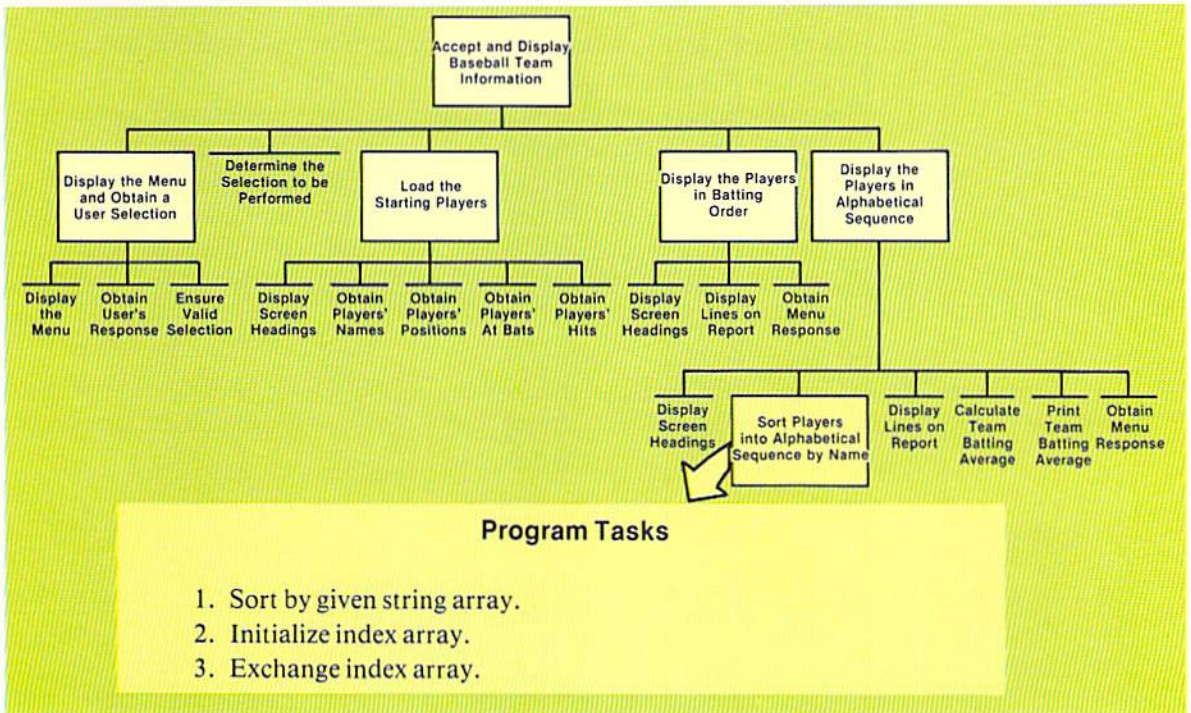 Accept and Display
Baseball Team
Information
Display the Menu
and Obtain a
User Selection
Determine the
Selection to be
Performed
Load the
Starting Players
Display the Players
in Batting
Order
Display the
Players in
Alphabetical
Sequence
Display
the
Menu
Obtain
User's
Response
Ensure
Valid
Selection
Display
Screen
Headings
Obtain
Players'
Names
Obtain
Players'
Positions
Obtain
Players'
At Bats
Obtain
Players'
Hits
Display
Screen
Headings
Display
Lines on
Report
Obtain
Menu
Response
Display
Screen
Headings
Sort Players
into Alphabetical
Sequence by Name
Display
Lines on
Report
Calculate
Team
Batting
Average
Print
Team
Batting
Average
Obtain
Menu
Response
Program Tasks
1. Sort by given string array.
2. Initialize index array.
3. Exchange index array.